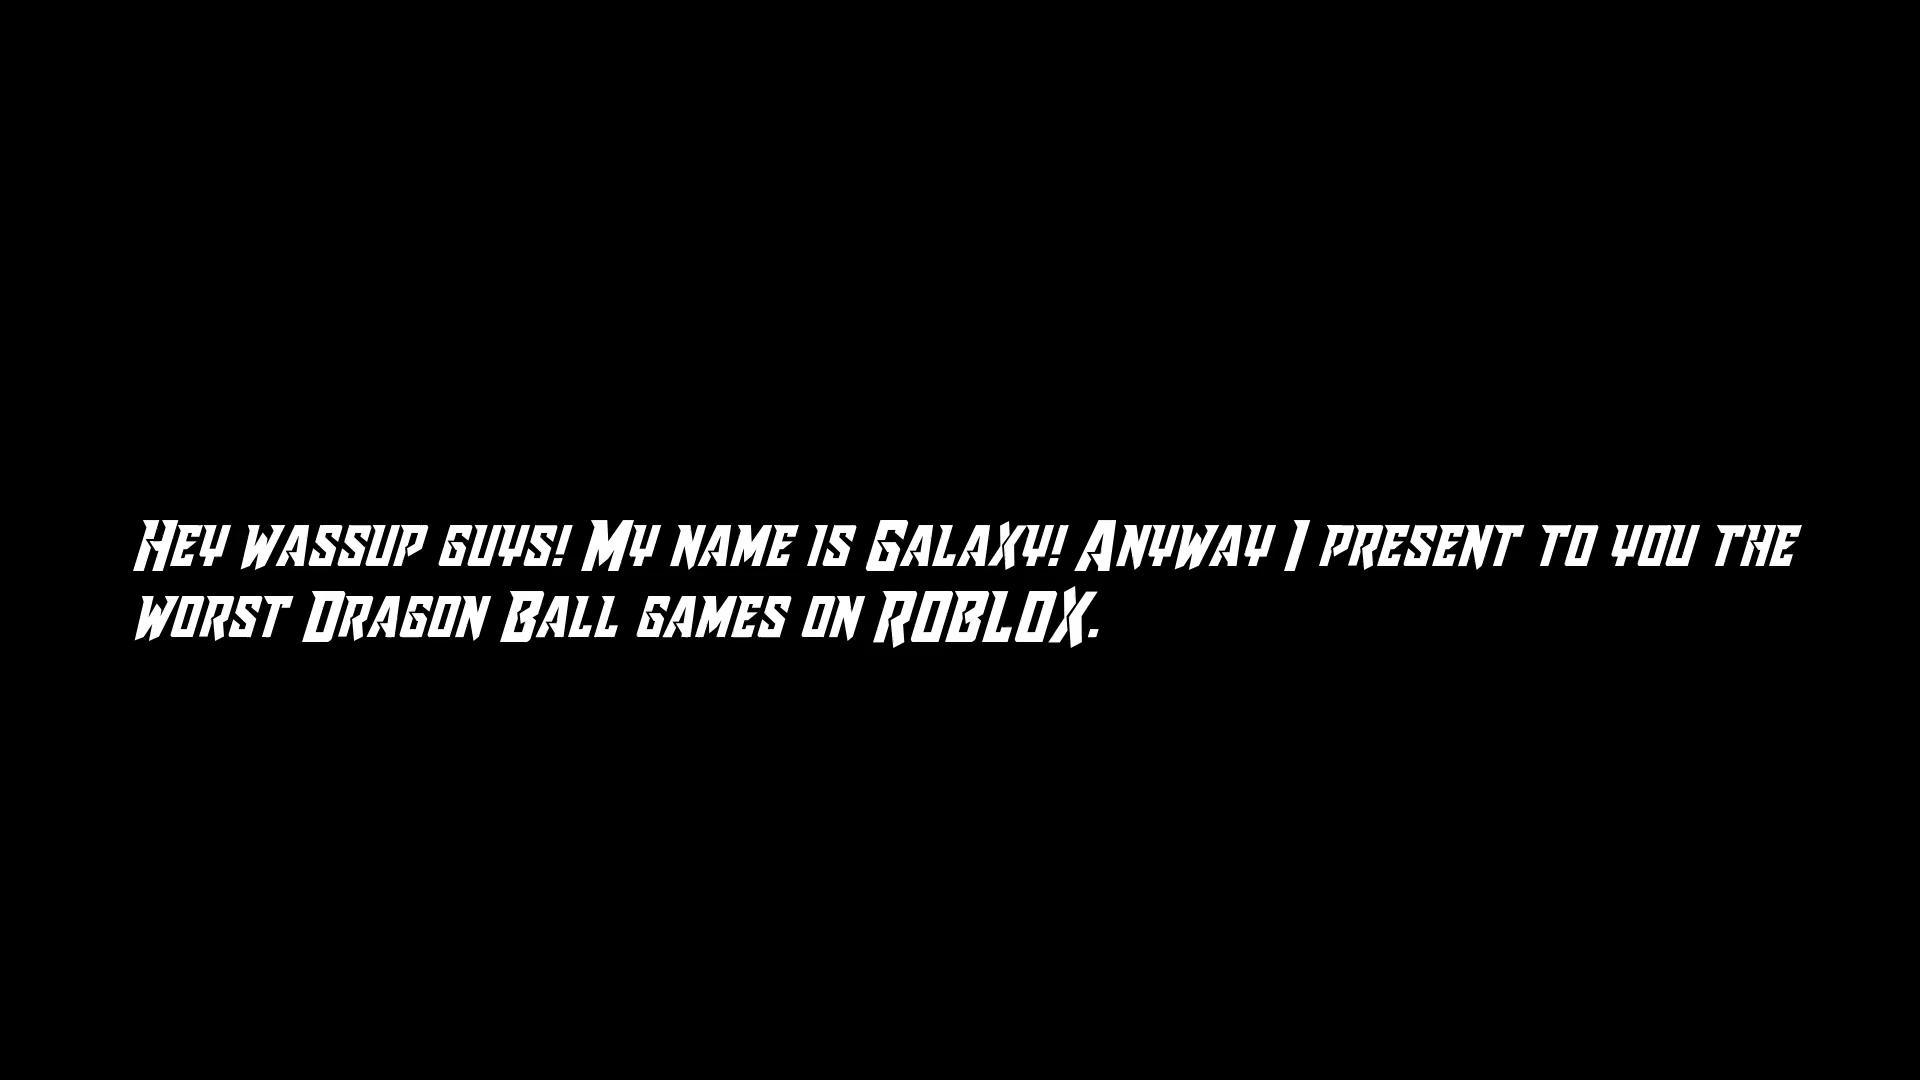 Hey wassup guys! My name is Galaxy! Anyway I present to you the
worst Dragon Ball games on ROBLOX.